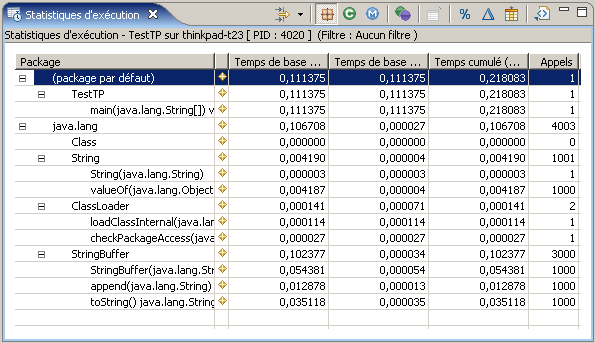 Statistiques d'exécution
Statistiques d'exécution - TestTP sur thinkpad-t23 [ PID : 4020 ] (Filtre : Aucun filtre )
Package Temps de base ... Temps de base ... Temps cumulé (... Appels
(package par défaut) 0,111375 0,111375 0,218083 1
TestTP 0,111375 0,111375 0,218083 1
main(java.lang.String[]) v 0,111375 0,111375 0,218083 1
java.lang 0,106708 0,000027 0,106708 4003
Class 0,000000 0,000000 0,000000 0
String 0,004190 0,000004 0,004190 1001
String(java.lang.String) 0,000003 0,000003 0,000003 1
valueOf(java.lang.Object 0,004187 0,000004 0,004187 1000
ClassLoader 0,000141 0,000071 0,000141 2
loadClassInternal(java.lan 0,000114 0,000114 0,000114 1
checkPackageAccess(java 0,000027 0,000027 0,000027 1
StringBuffer 0,102377 0,000034 0,102377 3000
StringBuffer(java.lang.Str 0,054381 0,000054 0,054381 1000
append(java.lang.String) 0,012878 0,000013 0,012878 1000
toString() java.lang.String 0,035118 0,000035 0,035118 1000